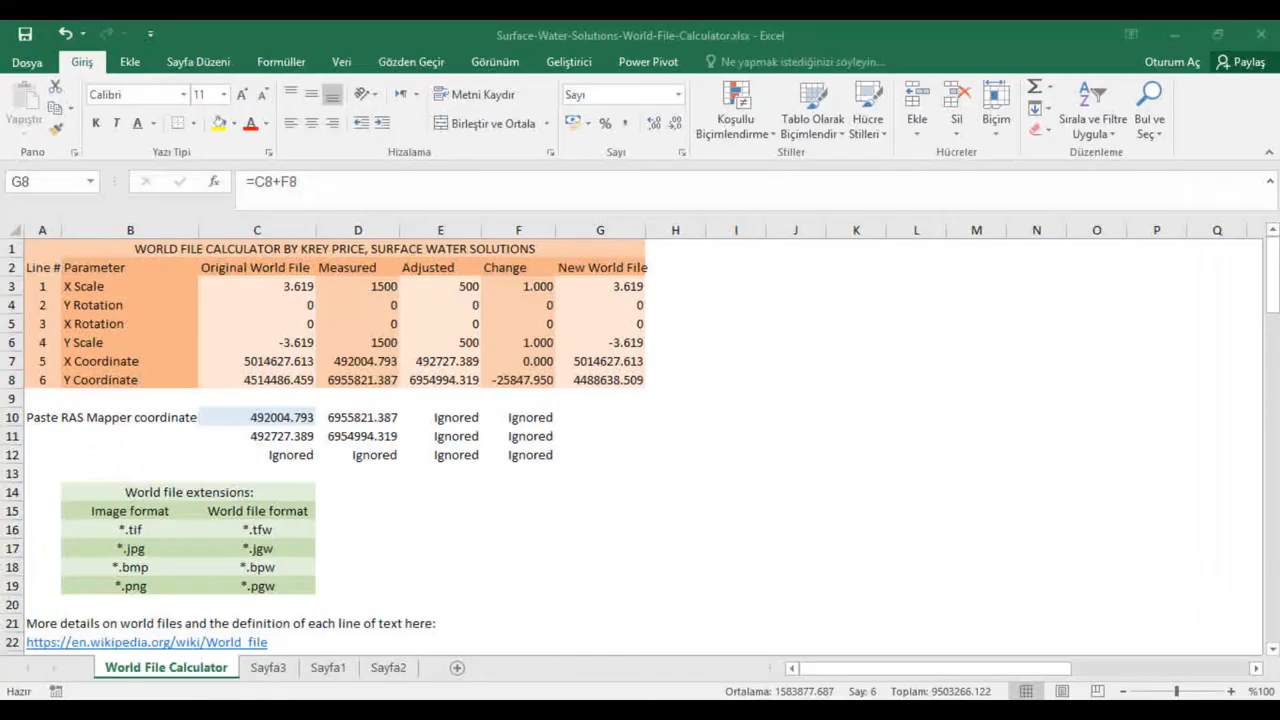 Surface-Water-Solutions-World-File-Calculator.xlsx - Excel
Dosya Giriş Ekle Sayfa Düzeni Formüller Veri Gözden Geçir Görünüm Geliştirici Power Pivot Ne yapmak istediğinizi söyleyin... Oturum Aç Paylaş
Yapıştır Calibri 11 Metni Kaydır Sayı Koşullu Biçimlendirme Tablo Olarak Biçimlendir Hücre Stilleri Ekle Sil Biçim Sırala ve Filtre Uygula Bul ve Seç
K T A Birleştir ve Ortala %
Pano Yazı Tipi Hizalama Sayı Stiller Hücreler Düzenleme
G8 fx =C8+F8
A B C D E F G H I J K L M N O P Q
1 WORLD FILE CALCULATOR BY KREY PRICE, SURFACE WATER SOLUTIONS
2 Line # Parameter Original World File Measured Adjusted Change New World File
3 1 X Scale 3.619 1500 500 1.000 3.619
4 2 Y Rotation 0 0 0 0 0
5 3 X Rotation 0 0 0 0 0
6 4 Y Scale -3.619 1500 500 1.000 -3.619
7 5 X Coordinate 5014627.613 492004.793 492727.389 0.000 5014627.613
8 6 Y Coordinate 4514486.459 6955821.387 6954994.319 -25847.950 4488638.509
9
10 Paste RAS Mapper coordinate 492004.793 6955821.387 Ignored Ignored
11 492727.389 6954994.319 Ignored Ignored
12 Ignored Ignored Ignored Ignored
13
14 World file extensions:
15 Image format World file format
16 *.tif *.tfw
17 *.jpg *.jgw
18 *.bmp *.bpw
19 *.png *.pgw
20
21 More details on world files and the definition of each line of text here:
22 https://en.wikipedia.org/wiki/World_file
World File Calculator Sayfa3 Sayfa1 Sayfa2
Hazır Ortalama: 1583877.687 Say: 6 Toplam: 9503266.122 %100